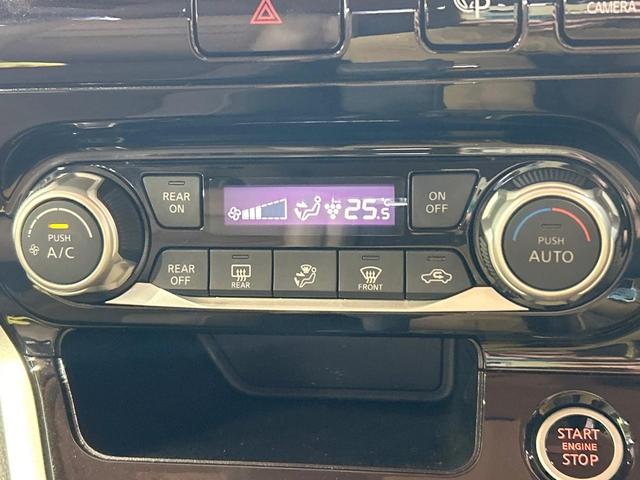 CAMERA
REAR
ON
25.5
°C
ON
OFF
PUSH
A/C
PUSH
AUTO
REAR
OFF
REAR
FRONT
START
ENGINE
STOP